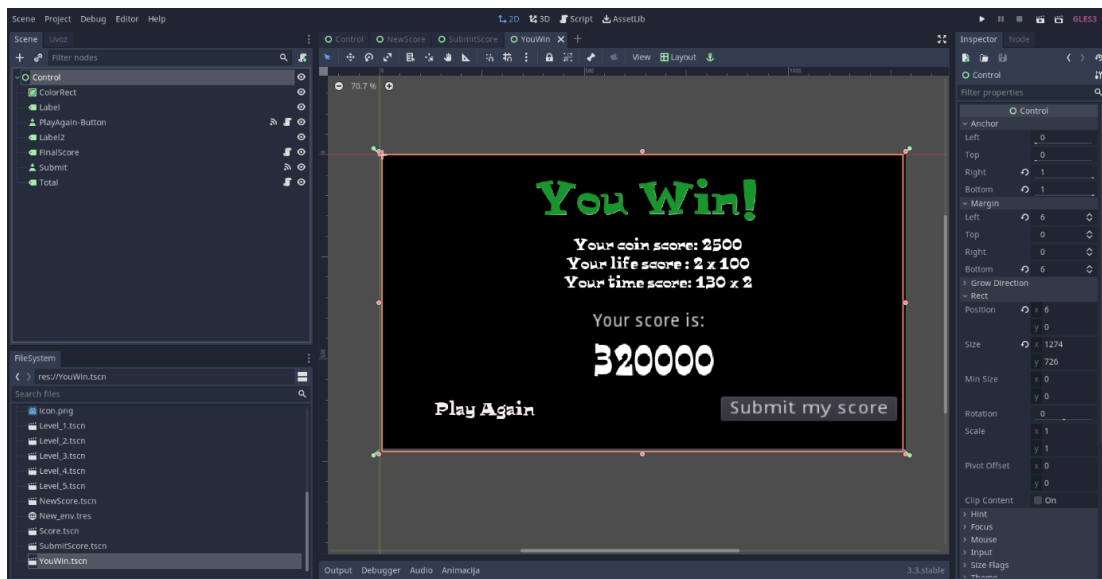 Scene Project Debug Editor Help
2D 3D Script AssetLib
GLES3
Scene Uvoz
Filter nodes
Control
ColorRect
Label
PlayAgain-Button
Label2
FinalScore
Submit
Total
FileSystem
res://YouWin.tscn
Search files
icon.png
Level_1.tscn
Level_2.tscn
Level_3.tscn
Level_4.tscn
Level_5.tscn
NewScore.tscn
New_env.tres
Score.tscn
SubmitScore.tscn
YouWin.tscn
Control NewScore SubmitScore YouWin
View Layout
0 500 1000
70.7 %
You Win!
Your coin score: 2500
Your life score : 2 x 100
Your time score: 130 x 2
Your score is:
320000
Play Again
Submit my score
Output Debugger Audio Animacija
3.3.stable
Inspector Node
Control
Filter properties
Control
Anchor
Left 0
Top 0
Right 1
Bottom 1
Margin
Left 6
Top 0
Right 0
Bottom 6
Grow Direction
Rect
Position x 6
y 0
Size x 1274
y 726
Min Size x 0
y 0
Rotation 0
Scale x 1
y 1
Pivot Offset x 0
y 0
Clip Content On
Hint
Focus
Mouse
Input
Size Flags
Theme